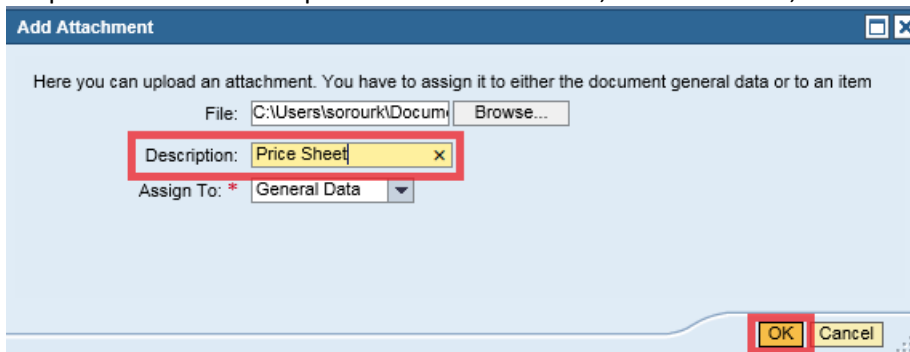 Add Attachment
Here you can upload an attachment. You have to assign it to either the document general data or to an item
File: C:\Users\sorourk\Docum Browse...
Description: Price Sheet ×
Assign To: * General Data
OK Cancel